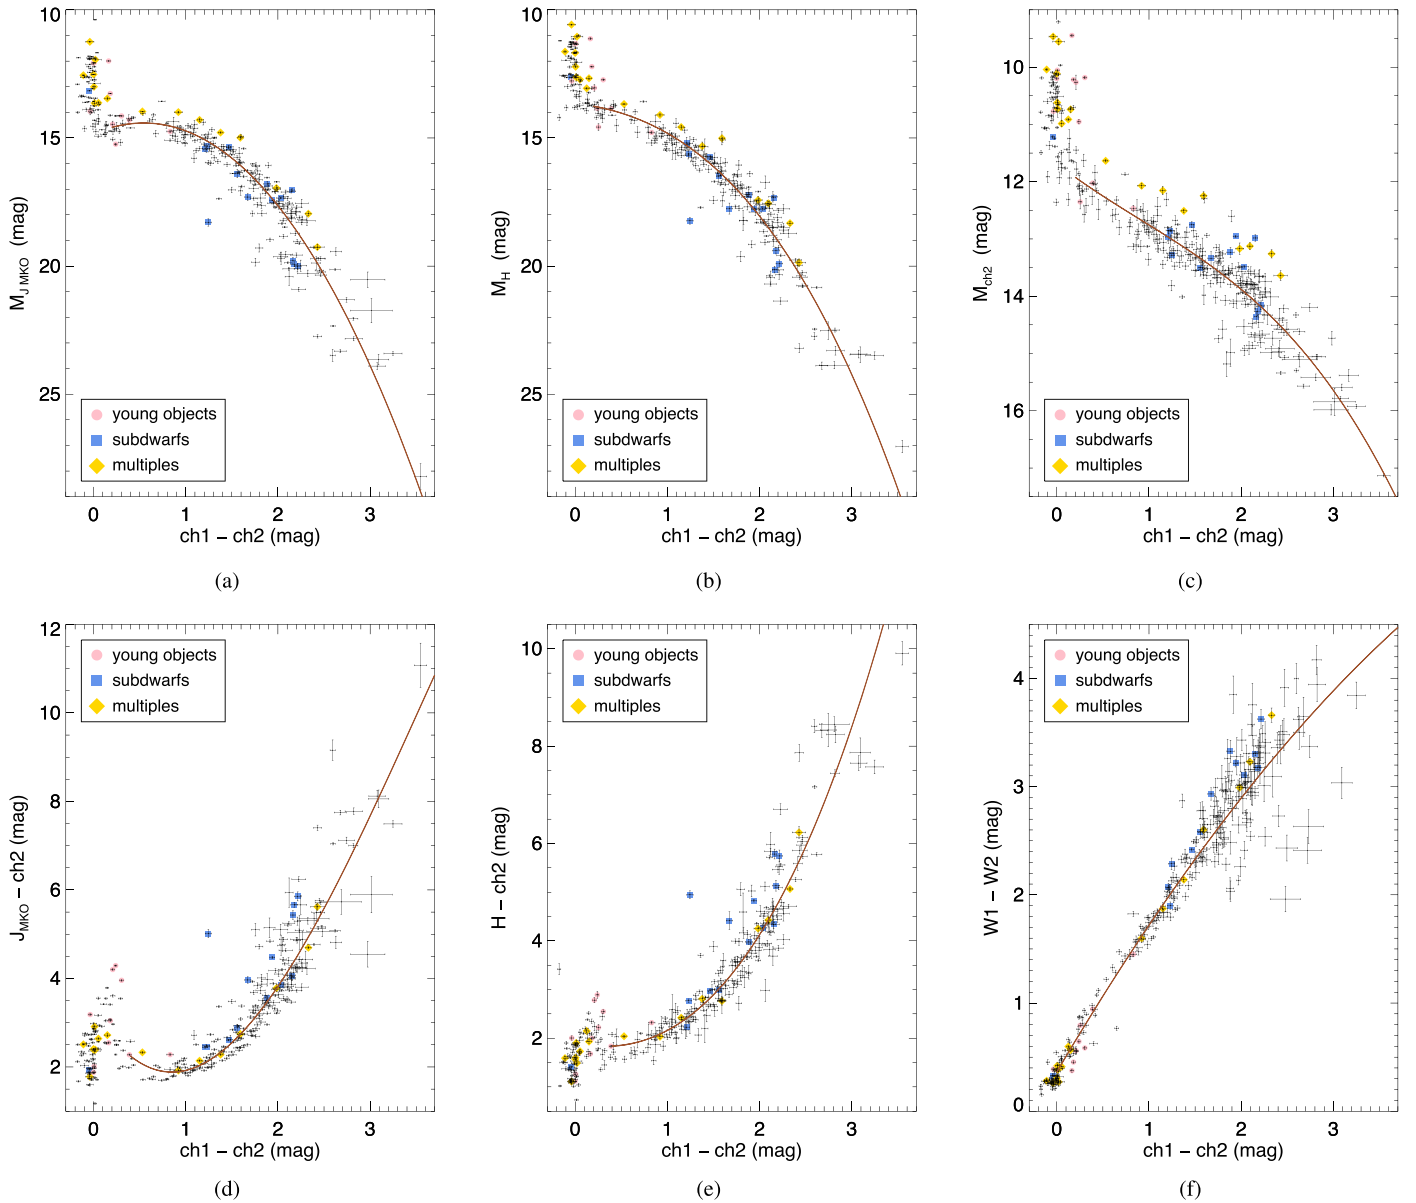 10
15
20
25
M_J MKO (mag)
young objects
subdwarfs
multiples
0 1 2 3
ch1 – ch2 (mag)
(a)
10
15
20
25
M_H (mag)
young objects
subdwarfs
multiples
0 1 2 3
ch1 – ch2 (mag)
(b)
10
12
14
16
M_ch2 (mag)
young objects
subdwarfs
multiples
0 1 2 3
ch1 – ch2 (mag)
(c)
12
10
8
6
4
2
J_MKO – ch2 (mag)
young objects
subdwarfs
multiples
0 1 2 3
ch1 – ch2 (mag)
(d)
10
8
6
4
2
H – ch2 (mag)
young objects
subdwarfs
multiples
0 1 2 3
ch1 – ch2 (mag)
(e)
4
3
2
1
0
W1 – W2 (mag)
young objects
subdwarfs
multiples
0 1 2 3
ch1 – ch2 (mag)
(f)